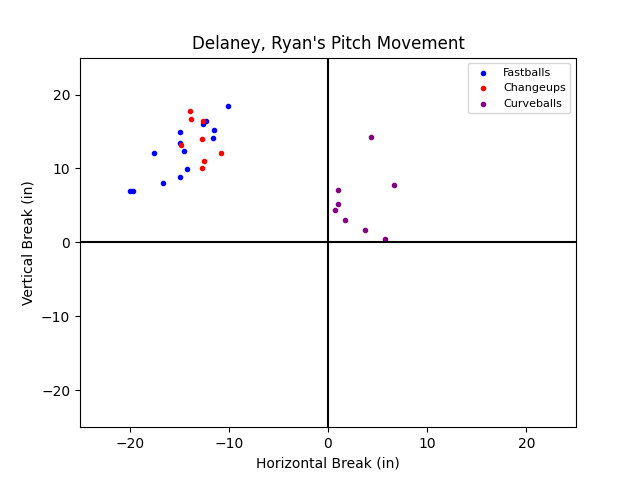 Delaney, Ryan's Pitch Movement
Fastballs
Changeups
Curveballs
20
10
0
−10
−20
Vertical Break (in)
−20
−10
0
10
20
Horizontal Break (in)